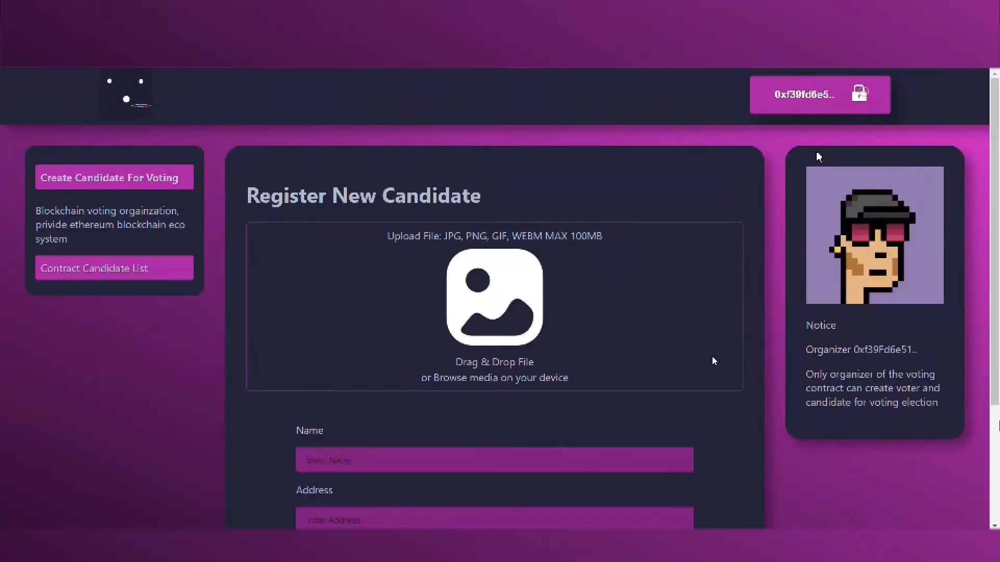 0xf39fd6e5..
Create Candidate For Voting
Blockchain voting orgainzation,
privide ethereum blockchain eco
system
Contract Candidate List
Register New Candidate
Upload File: JPG, PNG, GIF, WEBM MAX 100MB
Drag & Drop File
or Browse media on your device
Name
Voter Name
Address
Voter Address
Notice
Organizer 0xf39Fd6e51..
Only organizer of the voting
contract can create voter and
candidate for voting election